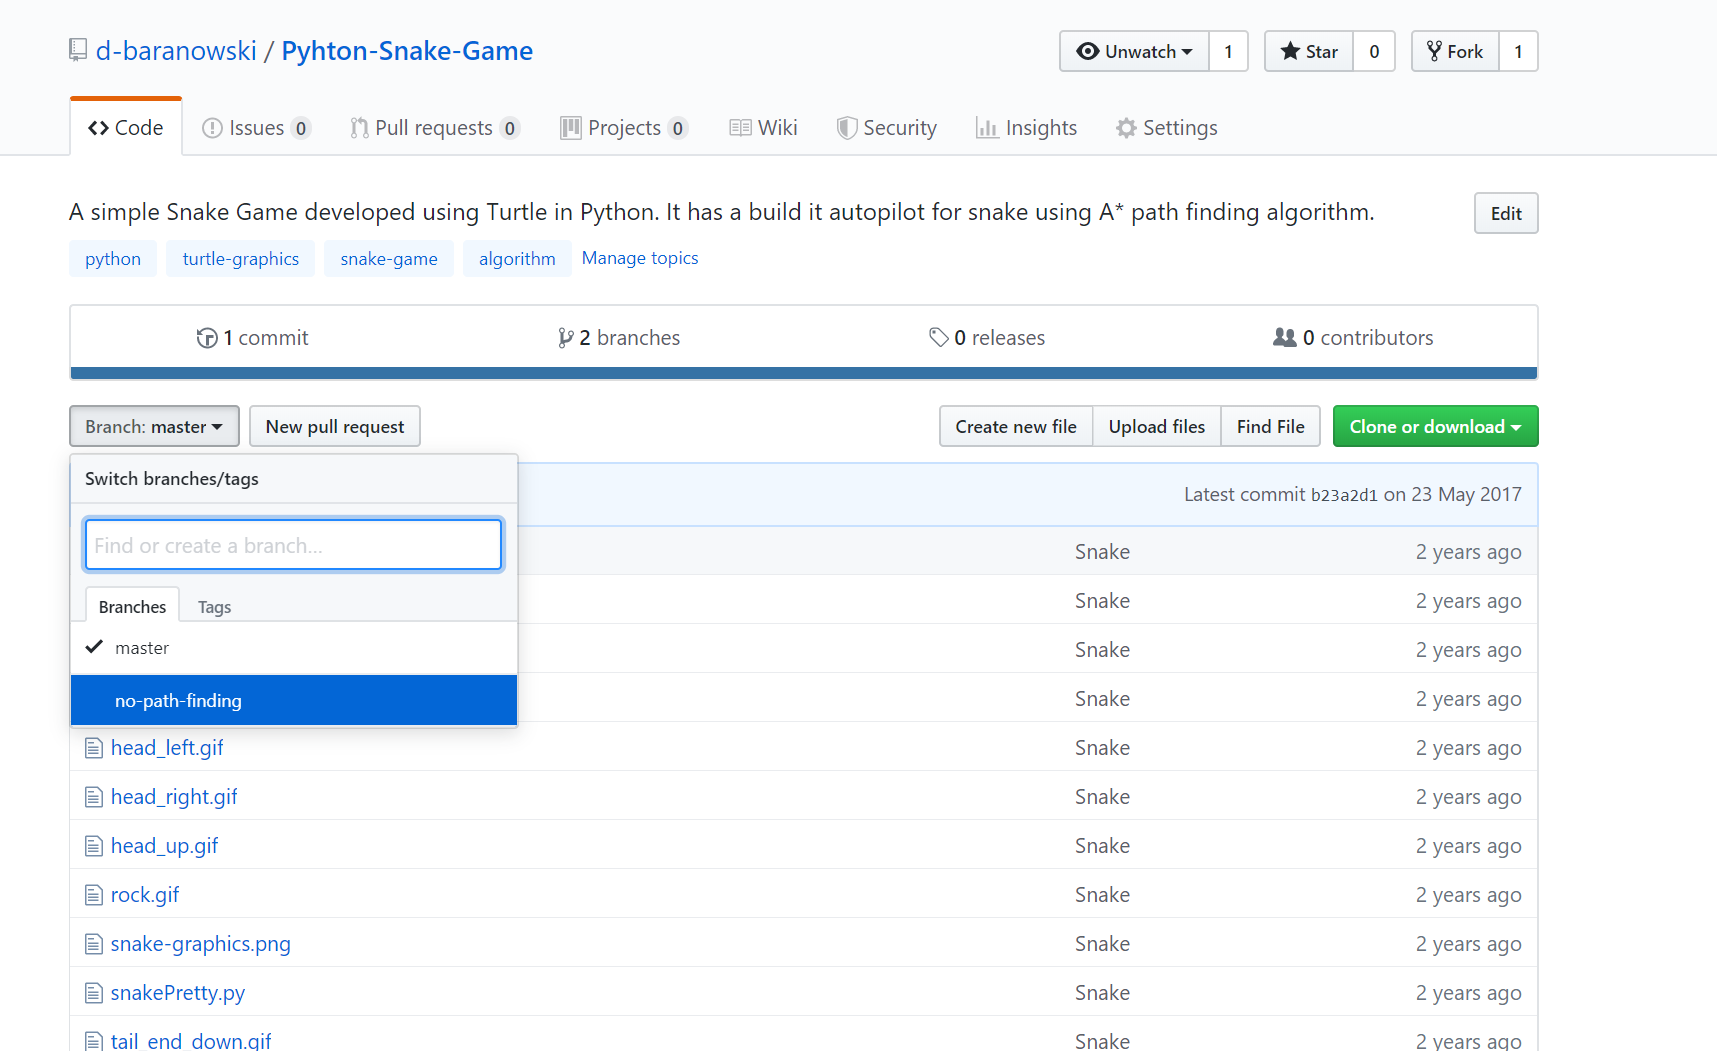 d-baranowski / Pyhton-Snake-Game
Unwatch 1 Star 0 Fork 1
Code Issues 0 Pull requests 0 Projects 0 Wiki Security Insights Settings
A simple Snake Game developed using Turtle in Python. It has a build it autopilot for snake using A* path finding algorithm.
Edit
python turtle-graphics snake-game algorithm Manage topics
1 commit 2 branches 0 releases 0 contributors
Branch: master New pull request Create new file Upload files Find File Clone or download
Switch branches/tags
Latest commit b23a2d1 on 23 May 2017
Find or create a branch...
Snake 2 years ago
Branches Tags
Snake 2 years ago
master
Snake 2 years ago
no-path-finding
Snake 2 years ago
head_left.gif Snake 2 years ago
head_right.gif Snake 2 years ago
head_up.gif Snake 2 years ago
rock.gif Snake 2 years ago
snake-graphics.png Snake 2 years ago
snakePretty.py Snake 2 years ago
tail_end_down.gif Snake 2 years ago